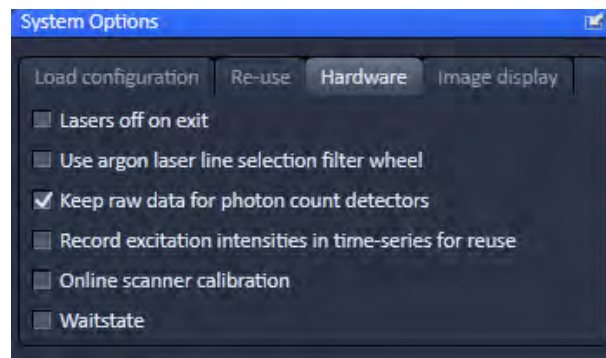 System Options
Load configuration Re-use Hardware Image display
Lasers off on exit
Use argon laser line selection filter wheel
Keep raw data for photon count detectors
Record excitation intensities in time-series for reuse
Online scanner calibration
Waitstate